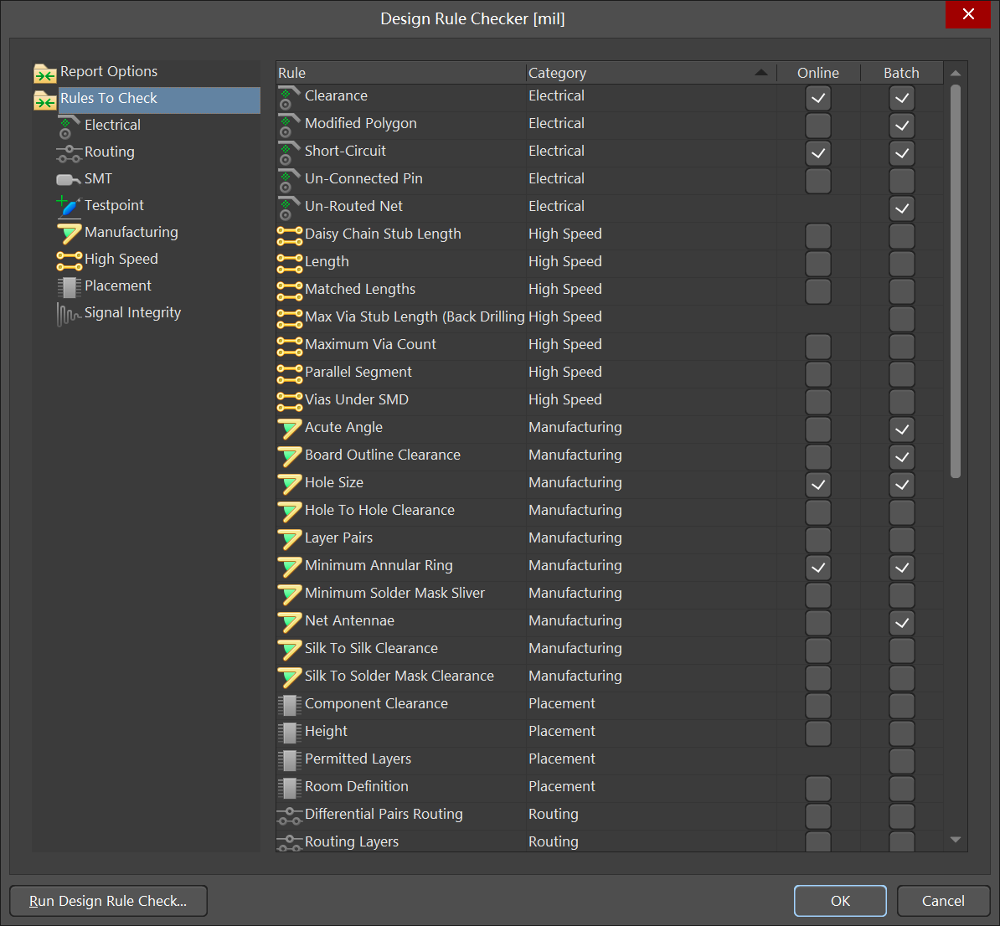 Design Rule Checker [mil]
Report Options
Rules To Check
Electrical
Routing
SMT
Testpoint
Manufacturing
High Speed
Placement
Signal Integrity
Rule Category Online Batch
Clearance Electrical
Modified Polygon Electrical
Short-Circuit Electrical
Un-Connected Pin Electrical
Un-Routed Net Electrical
Daisy Chain Stub Length High Speed
Length High Speed
Matched Lengths High Speed
Max Via Stub Length (Back Drilling High Speed
Maximum Via Count High Speed
Parallel Segment High Speed
Vias Under SMD High Speed
Acute Angle Manufacturing
Board Outline Clearance Manufacturing
Hole Size Manufacturing
Hole To Hole Clearance Manufacturing
Layer Pairs Manufacturing
Minimum Annular Ring Manufacturing
Minimum Solder Mask Sliver Manufacturing
Net Antennae Manufacturing
Silk To Silk Clearance Manufacturing
Silk To Solder Mask Clearance Manufacturing
Component Clearance Placement
Height Placement
Permitted Layers Placement
Room Definition Placement
Differential Pairs Routing Routing
Routing Layers Routing
Run Design Rule Check... OK Cancel